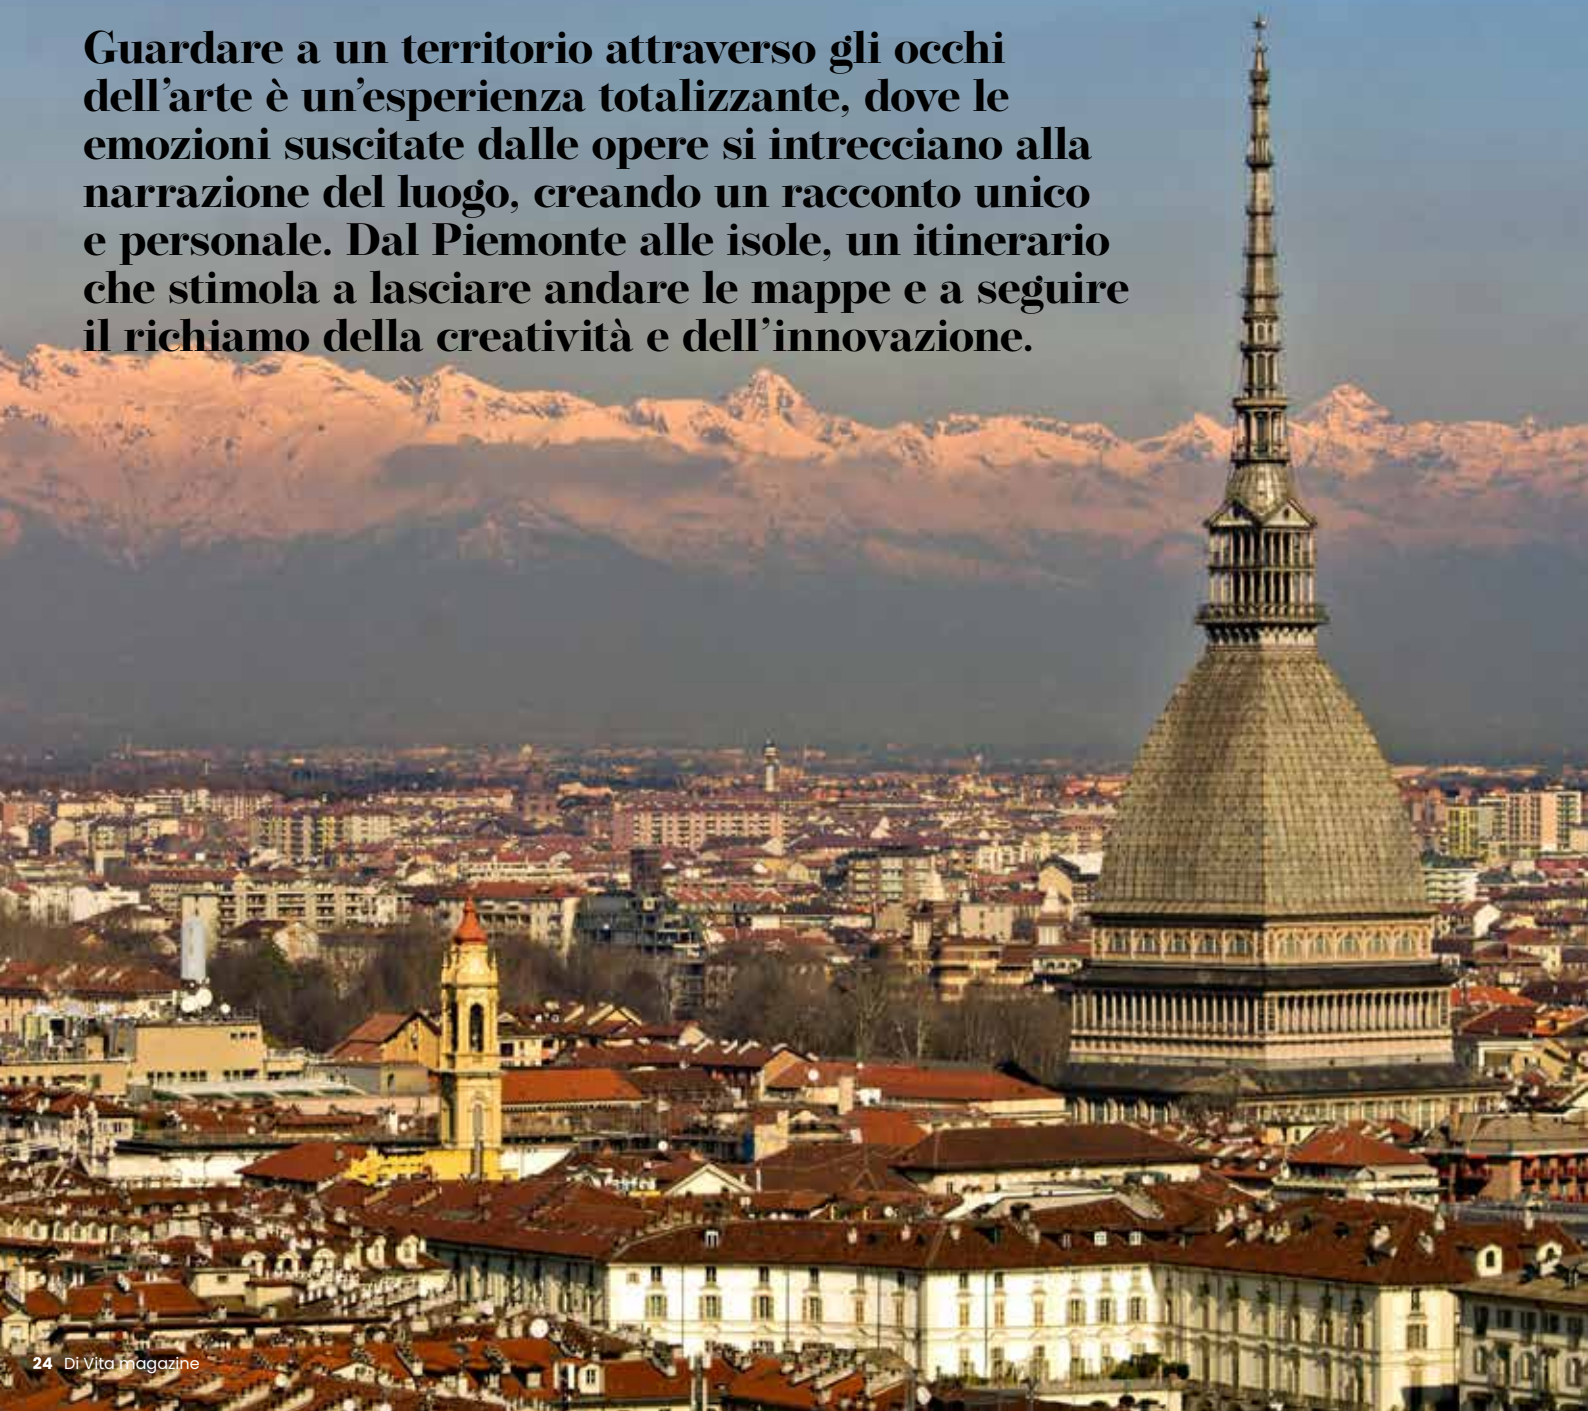 Guardare a un territorio attraverso gli occhi
dell'arte è un'esperienza totalizzante, dove le
emozioni suscitate dalle opere si intrecciano alla
narrazione del luogo, creando un racconto unico
e personale. Dal Piemonte alle isole, un itinerario
che stimola a lasciare andare le mappe e a seguire
il richiamo della creatività e dell'innovazione.
24 Di Vita magazine